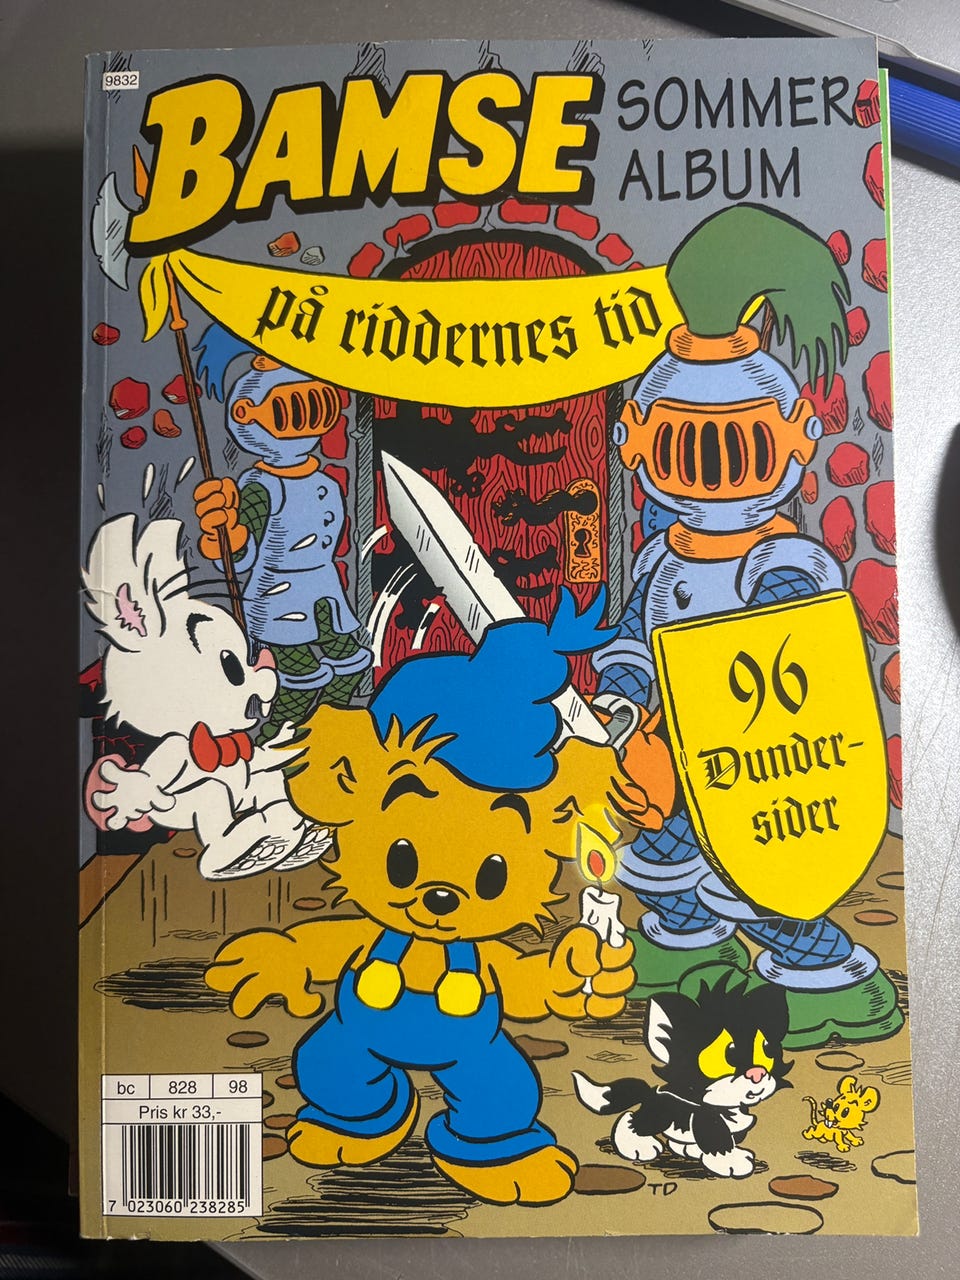 9832
BAMSE
SOMMER-
ALBUM
på riddernes tid
96
Dunder-
sider
bc 828 98
Pris kr 33,-
7 023060 238285
TD